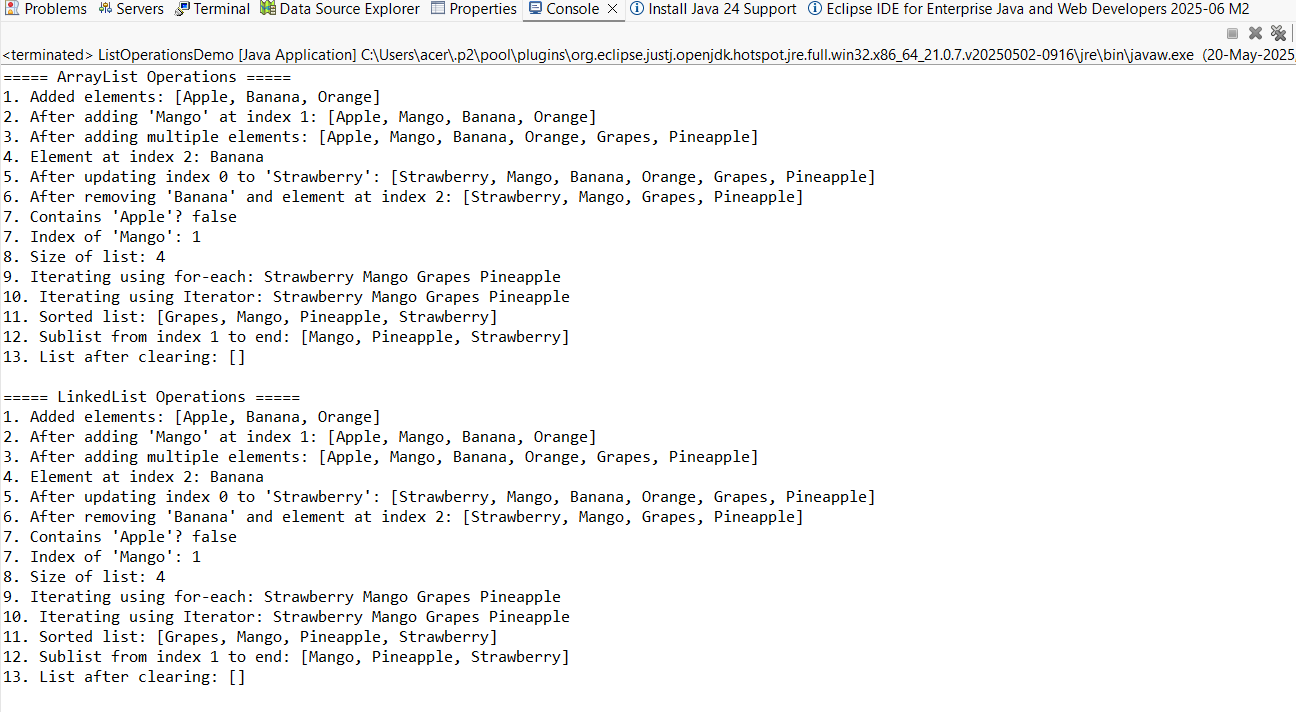 Problems Servers Terminal Data Source Explorer Properties Console Install Java 24 Support Eclipse IDE for Enterprise Java and Web Developers 2025-06 M2
<terminated> ListOperationsDemo [Java Application] C:\Users\acer\.p2\pool\plugins\org.eclipse.justj.openjdk.hotspot.jre.full.win32.x86_64_21.0.7.v20250502-0916\jre\bin\javaw.exe (20-May-2025,
===== ArrayList Operations =====
1. Added elements: [Apple, Banana, Orange]
2. After adding 'Mango' at index 1: [Apple, Mango, Banana, Orange]
3. After adding multiple elements: [Apple, Mango, Banana, Orange, Grapes, Pineapple]
4. Element at index 2: Banana
5. After updating index 0 to 'Strawberry': [Strawberry, Mango, Banana, Orange, Grapes, Pineapple]
6. After removing 'Banana' and element at index 2: [Strawberry, Mango, Grapes, Pineapple]
7. Contains 'Apple'? false
7. Index of 'Mango': 1
8. Size of list: 4
9. Iterating using for-each: Strawberry Mango Grapes Pineapple
10. Iterating using Iterator: Strawberry Mango Grapes Pineapple
11. Sorted list: [Grapes, Mango, Pineapple, Strawberry]
12. Sublist from index 1 to end: [Mango, Pineapple, Strawberry]
13. List after clearing: []
===== LinkedList Operations =====
1. Added elements: [Apple, Banana, Orange]
2. After adding 'Mango' at index 1: [Apple, Mango, Banana, Orange]
3. After adding multiple elements: [Apple, Mango, Banana, Orange, Grapes, Pineapple]
4. Element at index 2: Banana
5. After updating index 0 to 'Strawberry': [Strawberry, Mango, Banana, Orange, Grapes, Pineapple]
6. After removing 'Banana' and element at index 2: [Strawberry, Mango, Grapes, Pineapple]
7. Contains 'Apple'? false
7. Index of 'Mango': 1
8. Size of list: 4
9. Iterating using for-each: Strawberry Mango Grapes Pineapple
10. Iterating using Iterator: Strawberry Mango Grapes Pineapple
11. Sorted list: [Grapes, Mango, Pineapple, Strawberry]
12. Sublist from index 1 to end: [Mango, Pineapple, Strawberry]
13. List after clearing: []